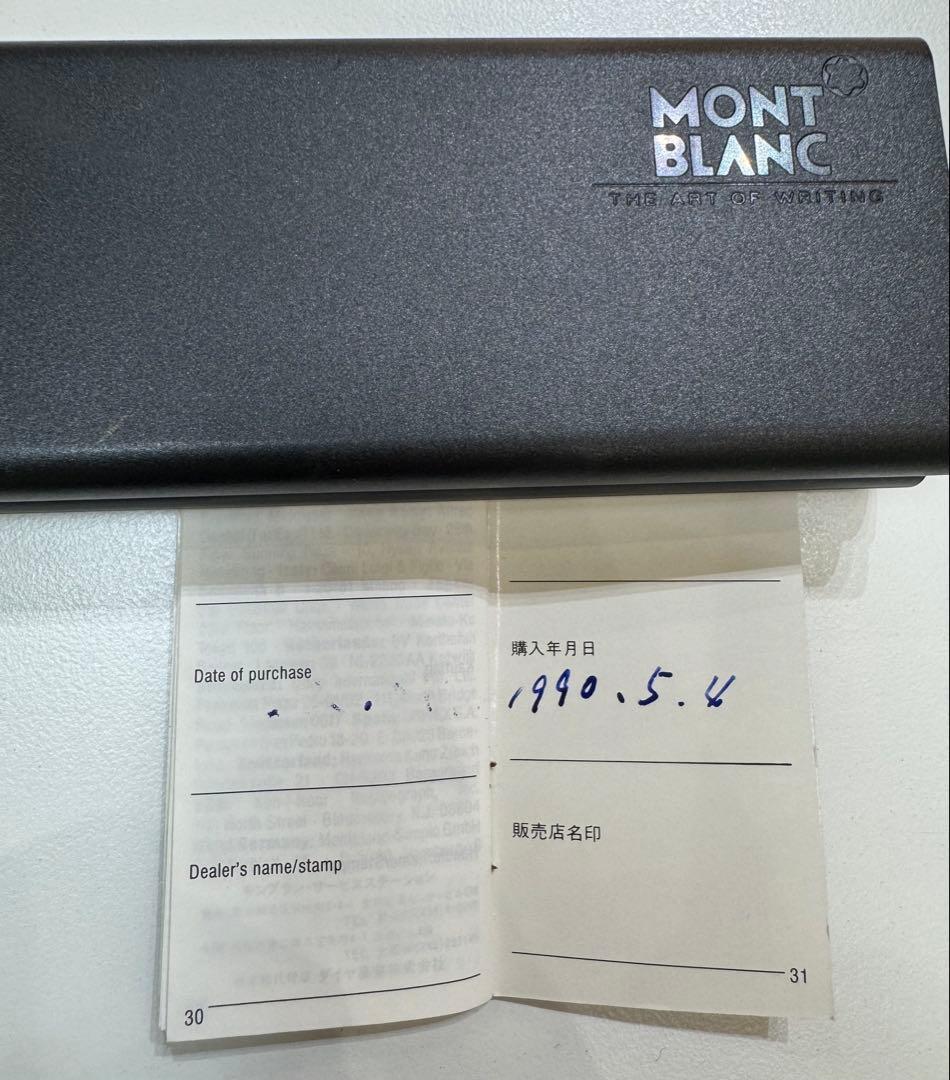 MONT
BLANC
THE ART OF WRITING
Date of purchase
Dealer's name/stamp
30
購入年月日
1990.5.4
販売店名印
31